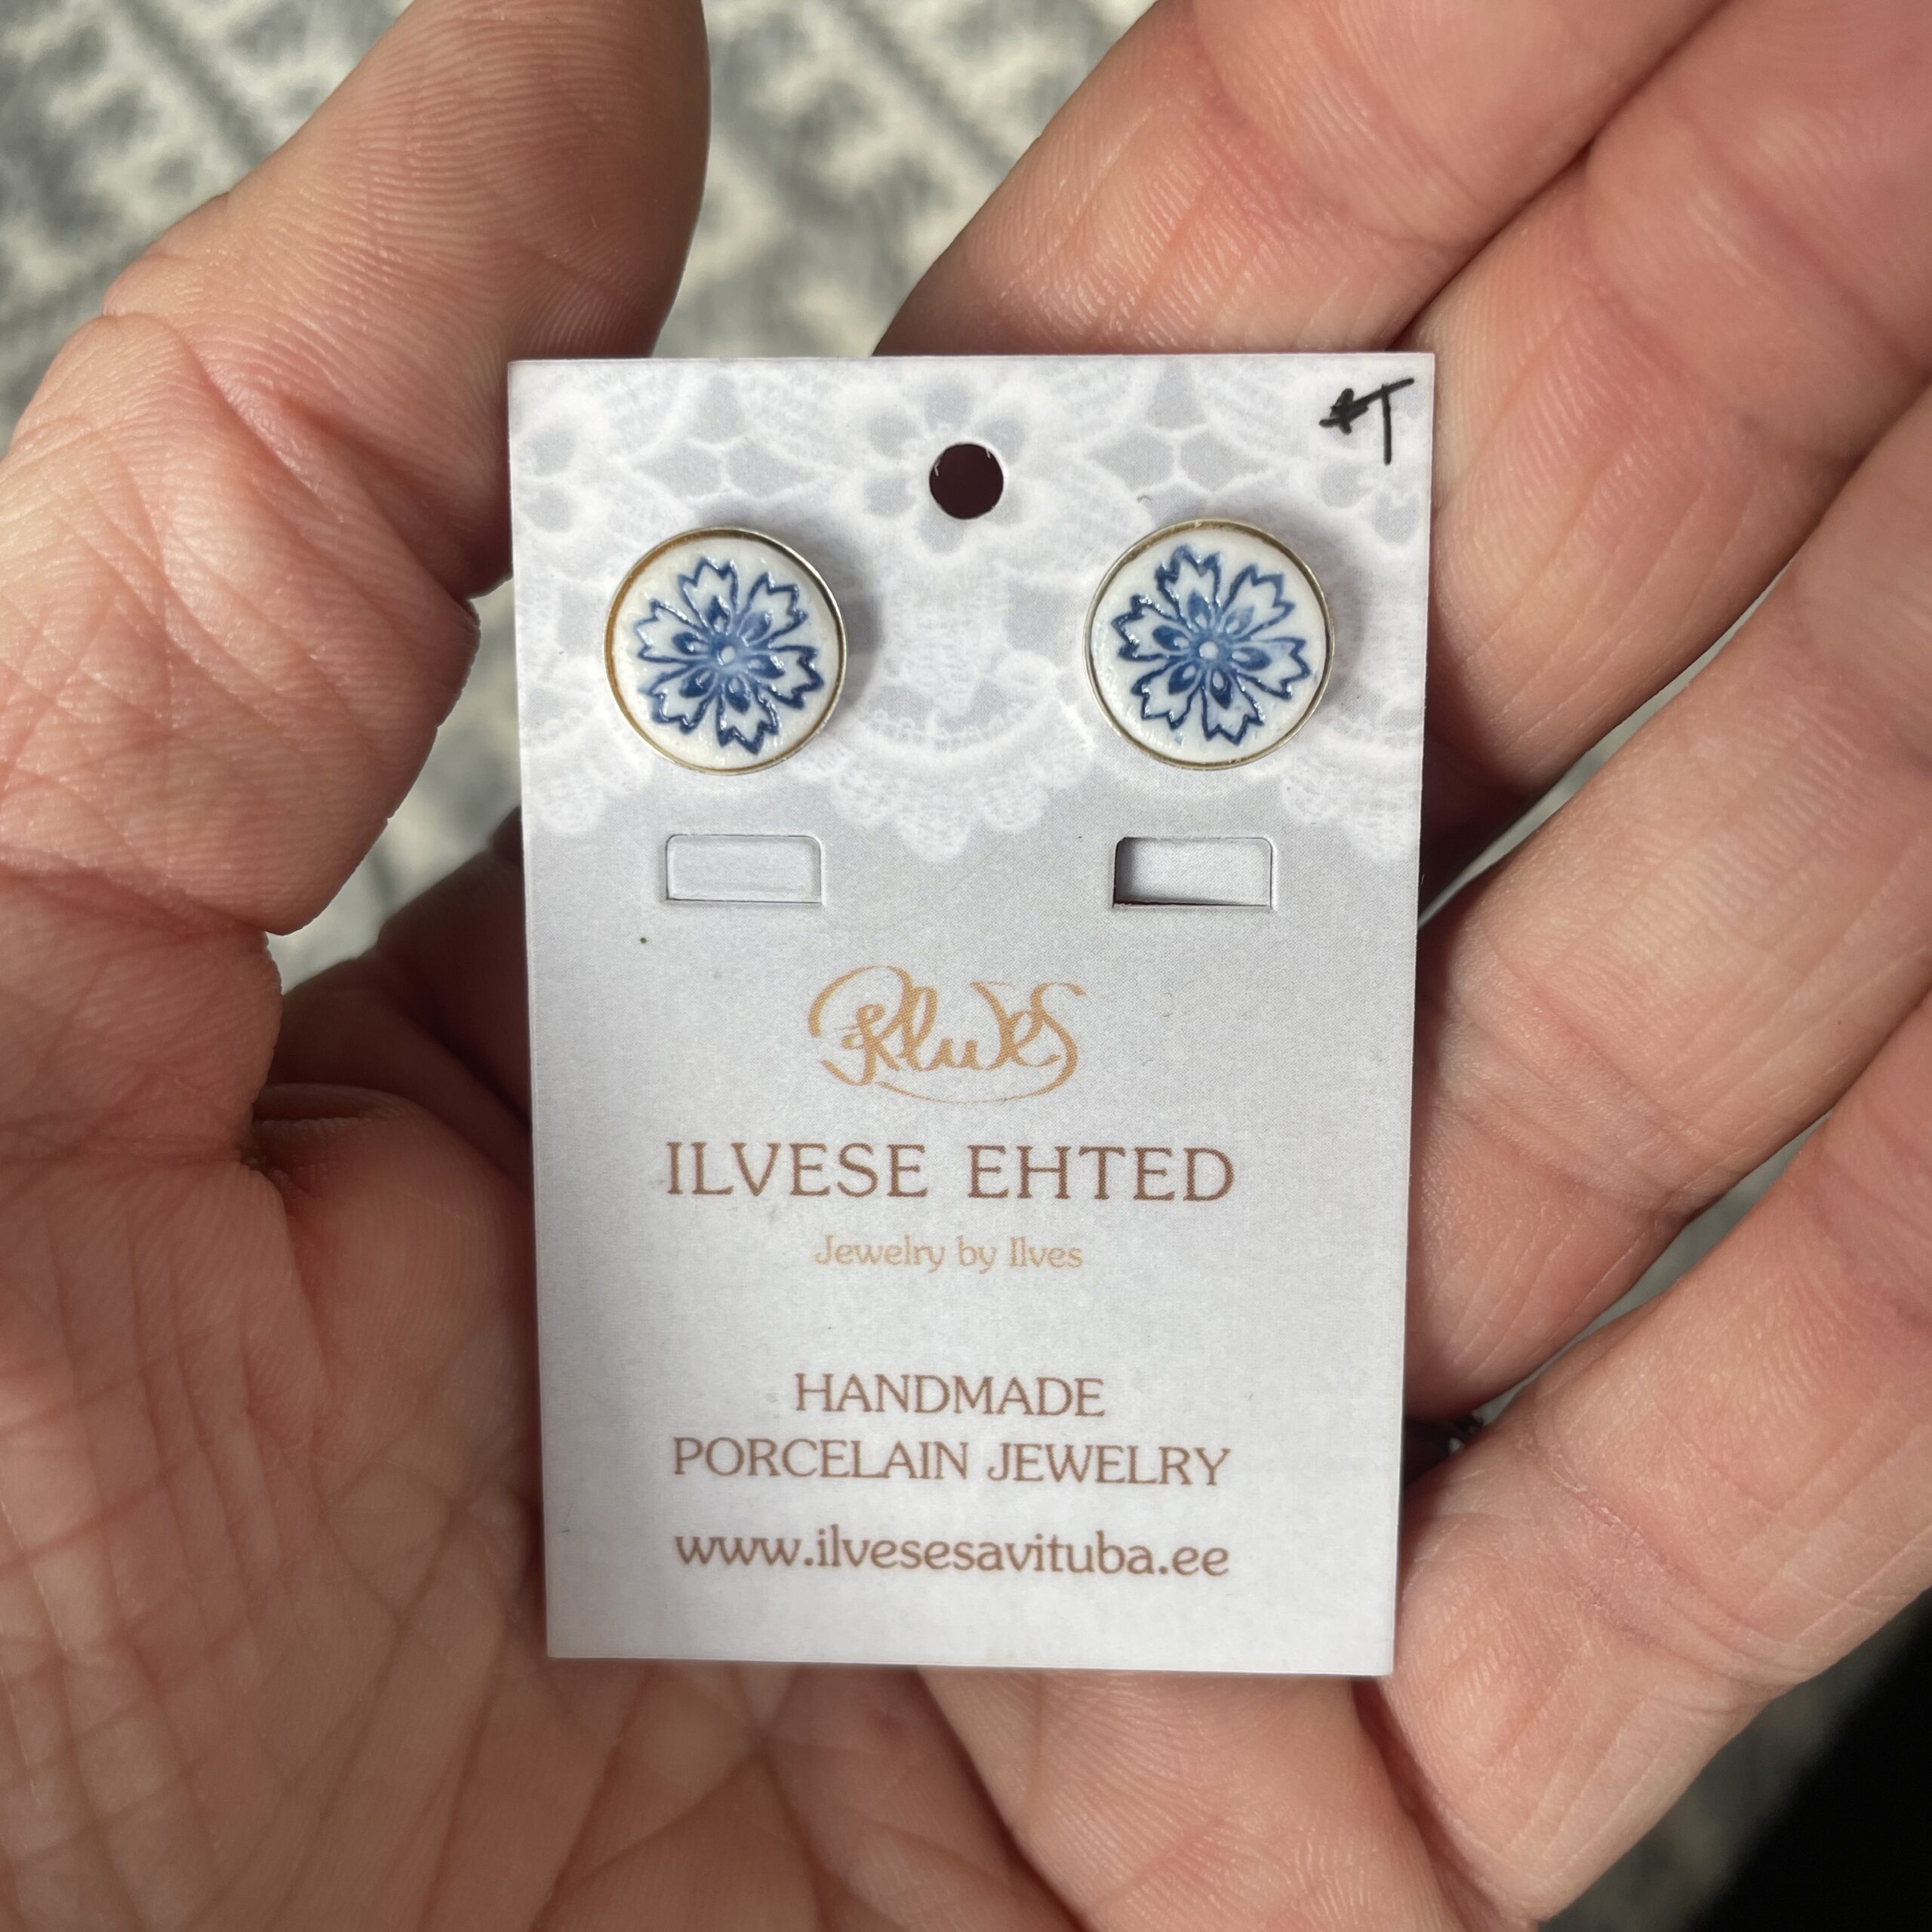 ILVESE EHTED
Jewelry by Ilves
HANDMADE
PORCELAIN JEWELRY
www.ilvesesavituba.ee